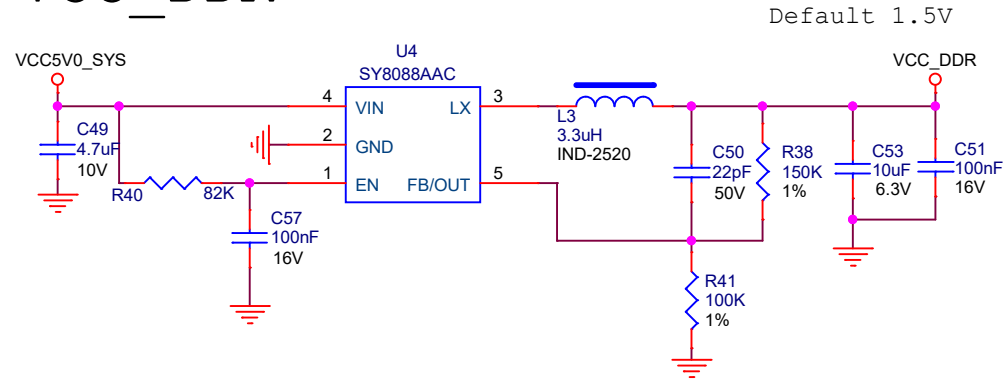 VCC_DDR
Default 1.5V
VCC5V0_SYS
U4
SY8088AAC
VCC_DDR
4
VIN
LX
3
2
GND
1
EN
FB/OUT
5
C49
4.7uF
10V
R40
82K
C57
100nF
16V
L3
3.3uH
IND-2520
C50
22pF
50V
R38
150K
1%
C53
10uF
6.3V
C51
100nF
16V
R41
100K
1%